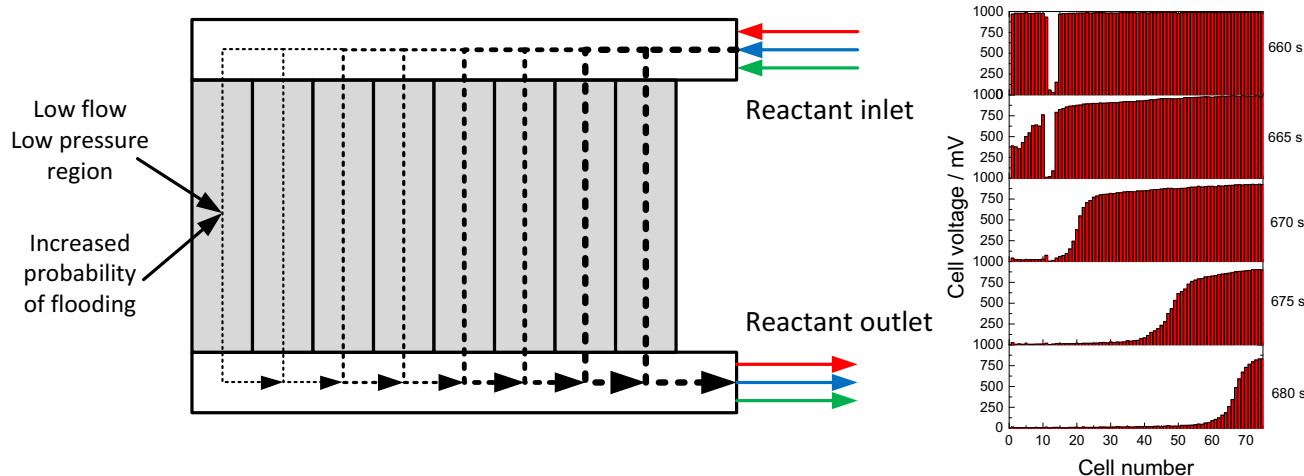 Low flow
Low pressure
region
Increased
probability
of flooding
Reactant inlet
Reactant outlet
Cell voltage / mV
1000
750
500
250
0
660 s
1000
750
500
250
665 s
1000
750
500
250
670 s
1000
750
500
250
675 s
1000
750
500
250
0
680 s
0 10 20 30 40 50 60 70
Cell number